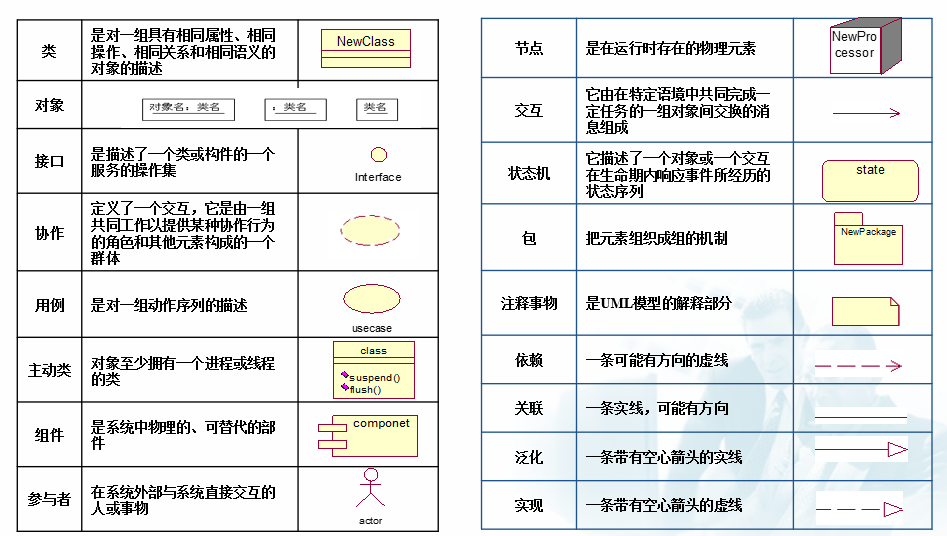 类
是对一组具有相同属性、相同
操作、相同关系和相同语义的
对象的描述
NewClass
对象
对象名：类名
：类名
类名
接口
是描述了一个类或构件的一个
服务的操作集
Interface
协作
定义了一个交互，它是由一组
共同工作以提供某种协作行为
的角色和其他元素构成的一个
群体
用例
是对一组动作序列的描述
usecase
主动类
对象至少拥有一个进程或线程
的类
class
suspend()
flush()
组件
是系统中物理的、可替代的部
件
componet
参与者
在系统外部与系统直接交互的
人或事物
actor
节点
是在运行时存在的物理元素
NewPro
cessor
交互
它由在特定语境中共同完成一
定任务的一组对象间交换的消
息组成
状态机
它描述了一个对象或一个交互
在生命期内响应事件所经历的
状态序列
state
包
把元素组织成组的机制
NewPackage
注释事物
是UML模型的解释部分
依赖
一条可能有方向的虚线
关联
一条实线，可能有方向
泛化
一条带有空心箭头的实线
实现
一条带有空心箭头的虚线